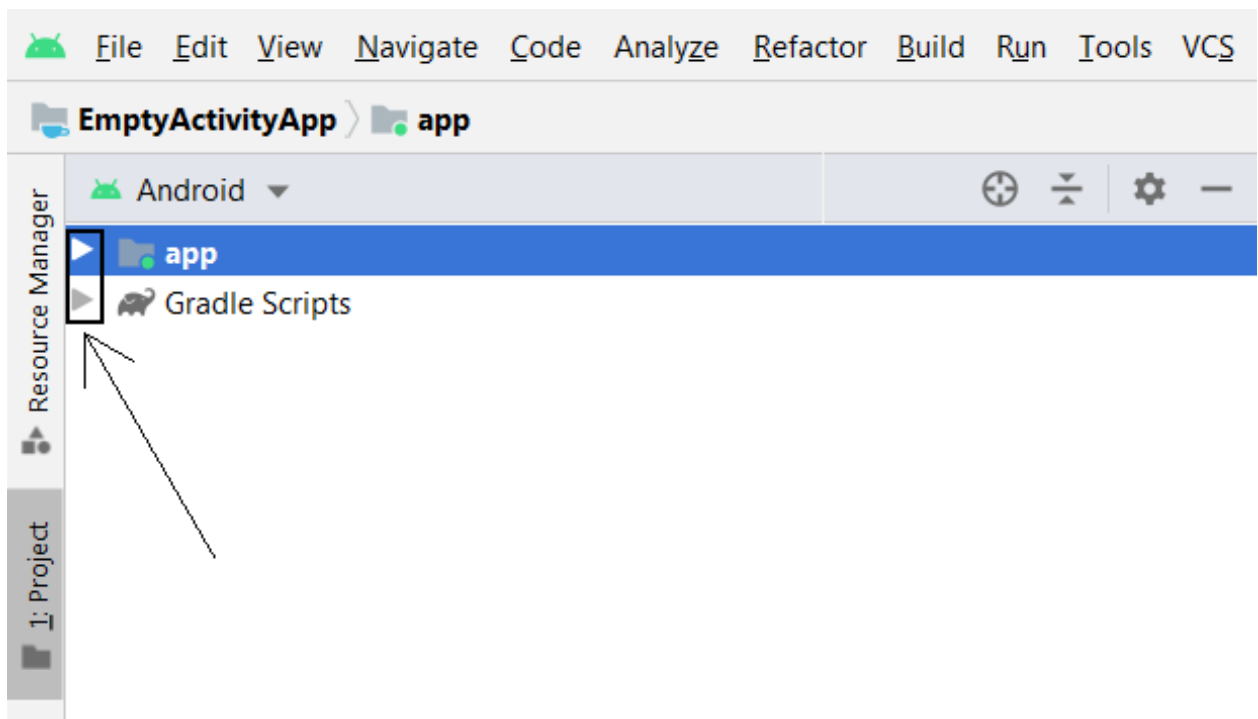 File Edit View Navigate Code Analyze Refactor Build Run Tools VCS
EmptyActivityApp app
Android
app
Gradle Scripts
Resource Manager
1: Project